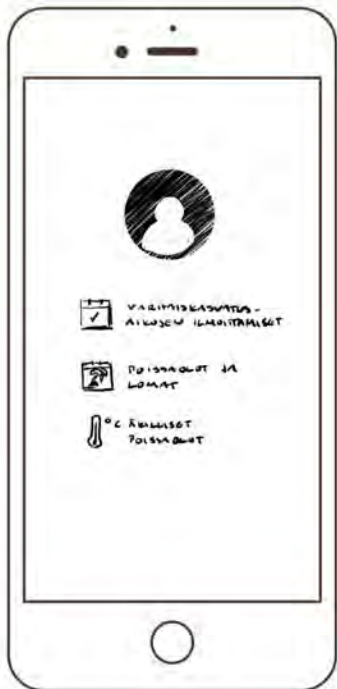 VARHAISKASVATUS-
AIKOJEN ILMOITTAMISET
POISSAOLOT JA
LOMAT
°C ÄKILLISET
POISSAOLOT